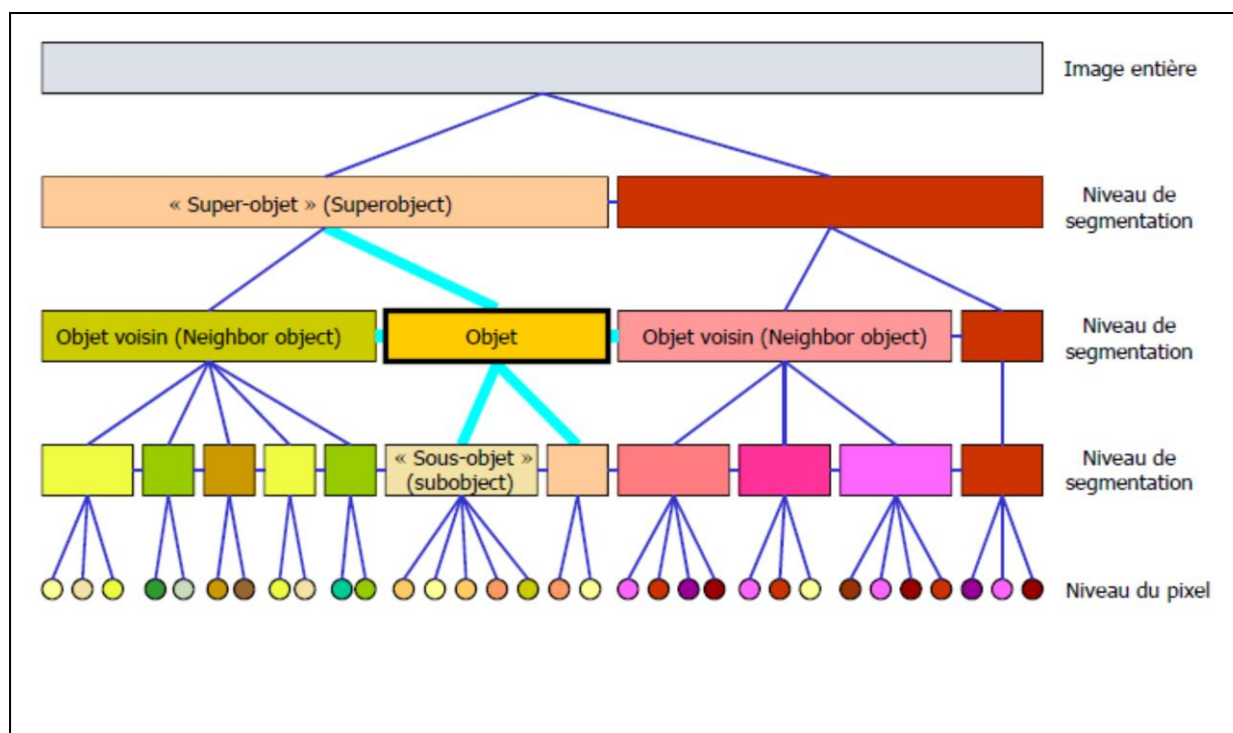 Image entière
« Super-objet » (Superobject)
Niveau de
segmentation
Objet voisin (Neighbor object)
Objet
Objet voisin (Neighbor object)
Niveau de
segmentation
« Sous-objet »
(subobject)
Niveau de
segmentation
Niveau du pixel